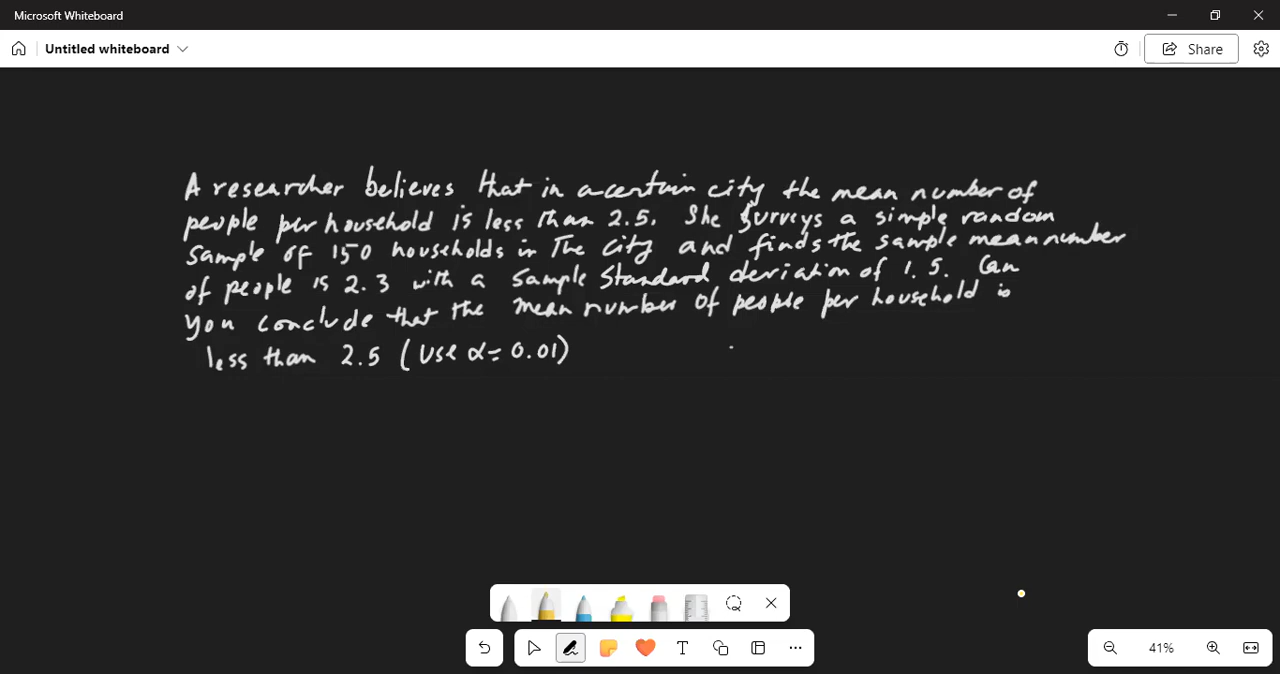 Microsoft Whiteboard
Untitled whiteboard
Share
A researcher believes that in a certain city the mean number of
people per household is less than 2.5. She surveys a simple random
sample of 150 households in The city and finds the sample mean number
of people is 2.3 with a sample Standard deviation of 1.5. Can
you conclude that the mean number of people per household is
less than 2.5 (use α = 0.01)
41%